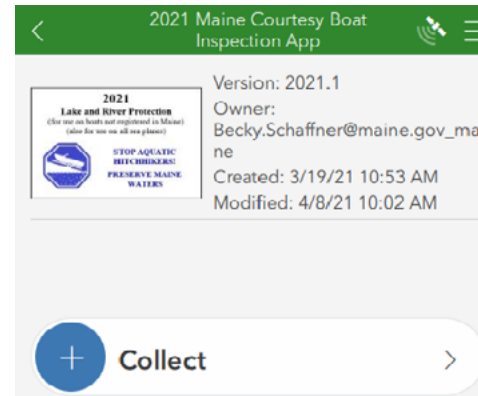 2021 Maine Courtesy Boat
Inspection App
2021
Lake and River Protection
(for use on boats not registered in Maine)
(also for use on all sea planes)
STOP AQUATIC
HITCHHIKERS!
PRESERVE MAINE
WATERS
Version: 2021.1
Owner:
Becky.Schaffner@maine.gov_ma
ne
Created: 3/19/21 10:53 AM
Modified: 4/8/21 10:02 AM
Collect